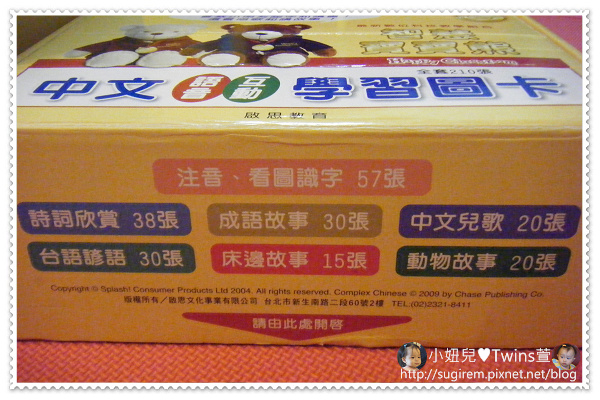 全套210張
中文 語音 互動 學習圖卡
啟思教育
注音、看圖識字 57張
詩詞欣賞 38張
成語故事 30張
中文兒歌 20張
台語諺語 30張
床邊故事 15張
動物故事 20張
Copyright © Splash! Consumer Products Ltd 2004. All rights reserved. Complex Chinese © 2009 by Chase Publishing Co.
版權所有／啟思文化事業有限公司 台北市新生南路二段60號2樓 TEL:(02)2321-8411
請由此處開啓
小妞兒♥Twins萱
http://sugirem.pixnet.net/blog